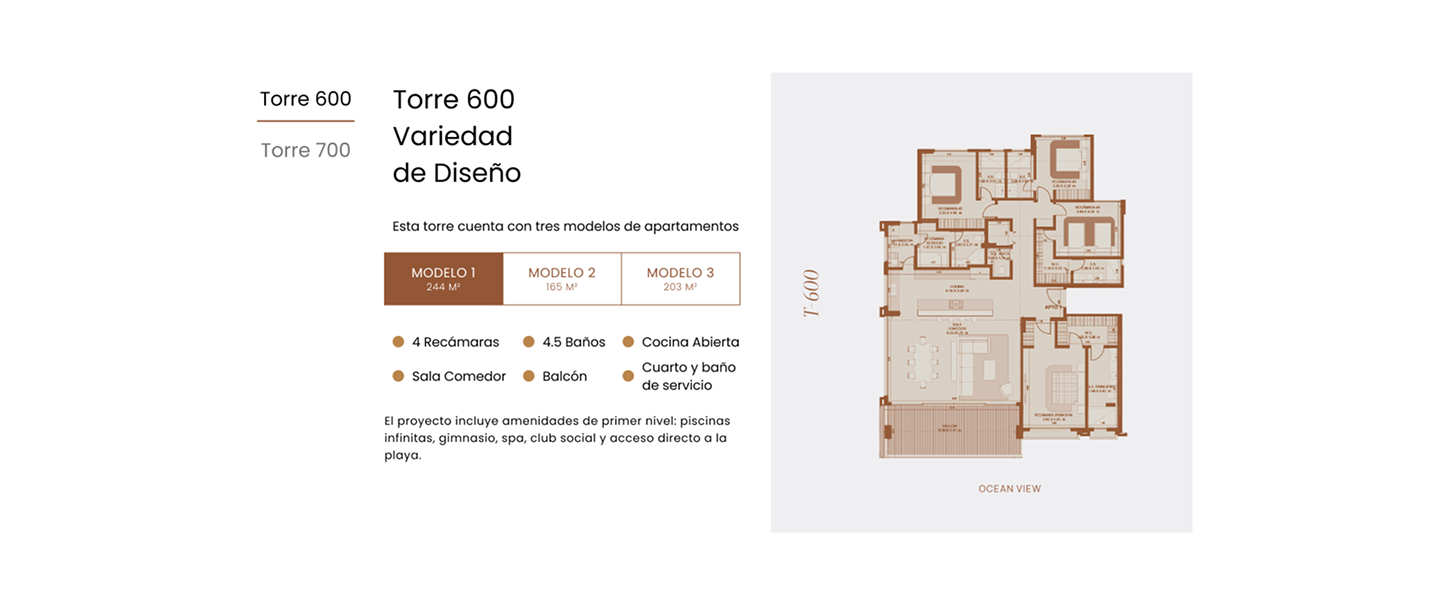 Torre 600
Torre 700
Torre 600
Variedad
de Diseño
Esta torre cuenta con tres modelos de apartamentos
MODELO 1
244 M²
MODELO 2
165 M²
MODELO 3
203 M²
4 Recámaras
4.5 Baños
Cocina Abierta
Sala Comedor
Balcón
Cuarto y baño
de servicio
El proyecto incluye amenidades de primer nivel: piscinas
infinitas, gimnasio, spa, club social y acceso directo a la
playa.
T-600
OCEAN VIEW